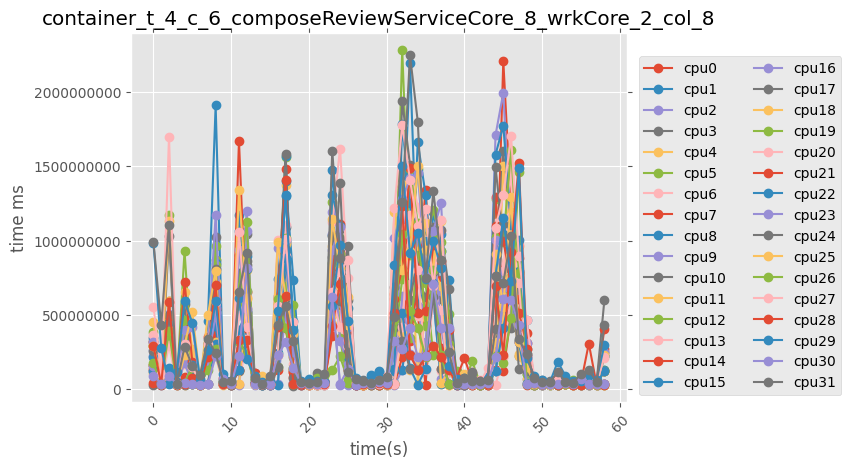 container_t_4_c_6_composeReviewServiceCore_8_wrkCore_2_col_8
time ms
2000000000
1500000000
1000000000
500000000
0
0
10
20
30
40
50
60
time(s)
cpu0
cpu1
cpu2
cpu3
cpu4
cpu5
cpu6
cpu7
cpu8
cpu9
cpu10
cpu11
cpu12
cpu13
cpu14
cpu15
cpu16
cpu17
cpu18
cpu19
cpu20
cpu21
cpu22
cpu23
cpu24
cpu25
cpu26
cpu27
cpu28
cpu29
cpu30
cpu31